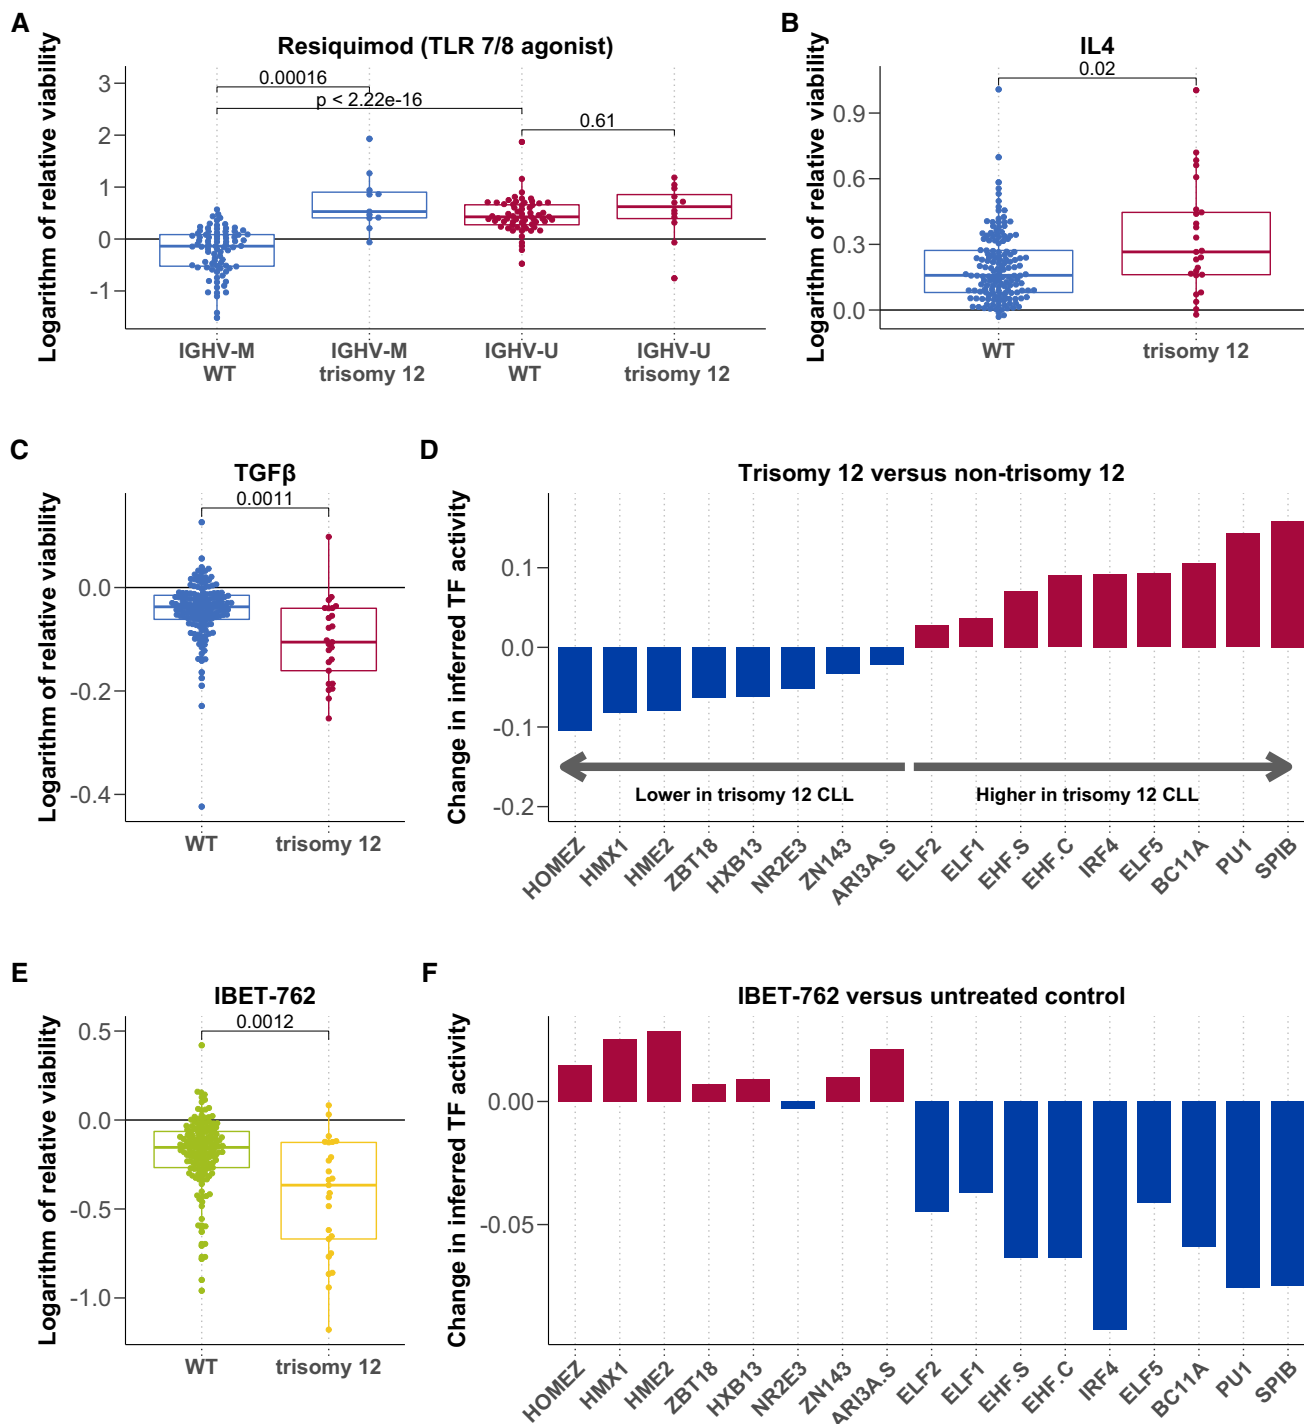 A
Resiquimod (TLR 7/8 agonist)
Logarithm of relative viability
3
2
1
0
-1
0.00016
p < 2.22e-16
0.61
IGHV-M WT
IGHV-M trisomy 12
IGHV-U WT
IGHV-U trisomy 12
B
IL4
Logarithm of relative viability
0.9
0.6
0.3
0.0
0.02
WT
trisomy 12
C
TGFβ
Logarithm of relative viability
0.0
-0.2
-0.4
0.0011
WT
trisomy 12
D
Trisomy 12 versus non-trisomy 12
Change in inferred TF activity
0.1
0.0
-0.1
-0.2
Lower in trisomy 12 CLL
Higher in trisomy 12 CLL
HOMEZ
HMX1
HME2
ZBT18
HXB13
NR2E3
ZN143
ARI3A.S
ELF2
ELF1
EHF.S
EHF.C
IRF4
ELF5
BC11A
PU1
SPIB
E
IBET-762
Logarithm of relative viability
0.5
0.0
-0.5
-1.0
0.0012
WT
trisomy 12
F
IBET-762 versus untreated control
Change in inferred TF activity
0.00
-0.05
HOMEZ
HMX1
HME2
ZBT18
HXB13
NR2E3
ZN143
ARI3A.S
ELF2
ELF1
EHF.S
EHF.C
IRF4
ELF5
BC11A
PU1
SPIB